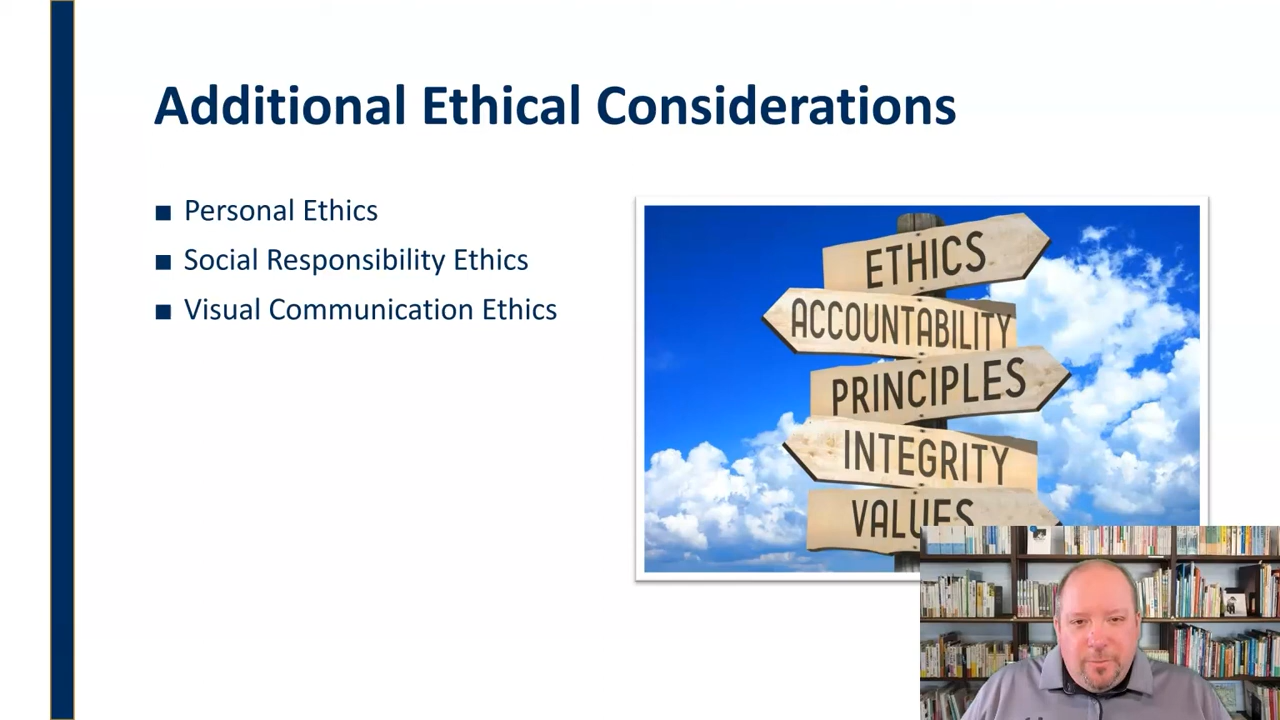 Additional Ethical Considerations
■ Personal Ethics
■ Social Responsibility Ethics
■ Visual Communication Ethics
ETHICS
ACCOUNTABILITY
PRINCIPLES
INTEGRITY
VALUES